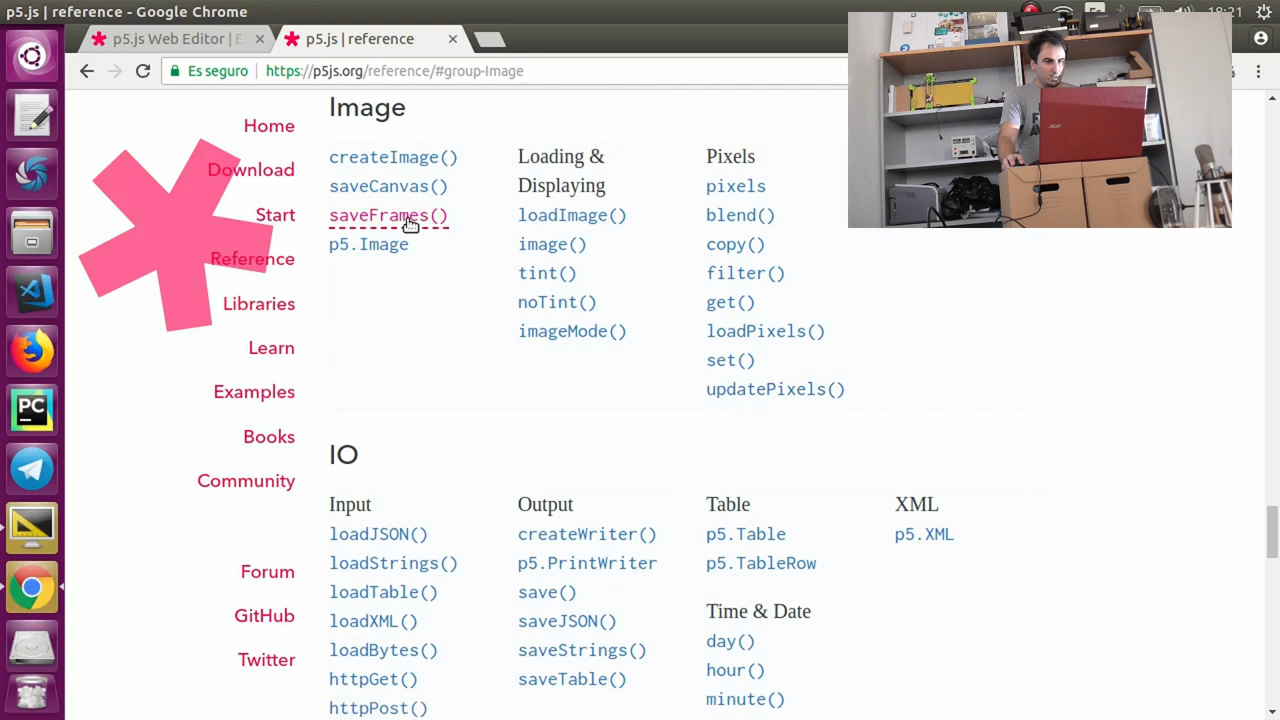 p5.js | reference - Google Chrome
18:21
p5.js Web Editor |
p5.js | reference
Es seguro
https://p5js.org/reference/#group-Image
Home
Download
Start
Reference
Libraries
Learn
Examples
Books
Community
Forum
GitHub
Twitter
Image
createImage()
saveCanvas()
saveFrames()
p5.Image
Loading &
Displaying
loadImage()
image()
tint()
noTint()
imageMode()
Pixels
pixels
blend()
copy()
filter()
get()
loadPixels()
set()
updatePixels()
IO
Input
loadJSON()
loadStrings()
loadTable()
loadXML()
loadBytes()
httpGet()
httpPost()
Output
createWriter()
p5.PrintWriter
save()
saveJSON()
saveStrings()
saveTable()
Table
p5.Table
p5.TableRow
Time & Date
day()
hour()
minute()
XML
p5.XML
PC